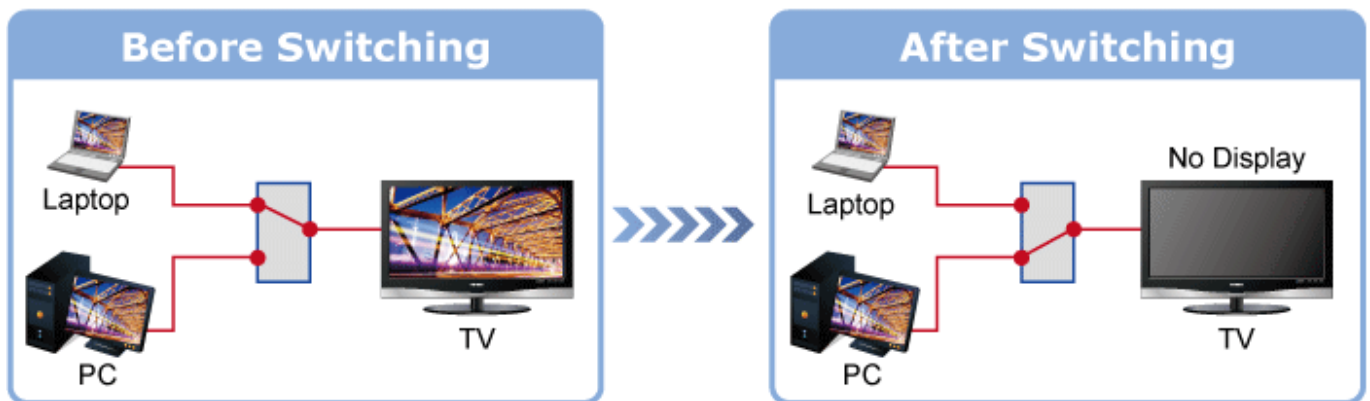 Before Switching
Laptop
PC
TV
After Switching
Laptop
PC
No Display
TV